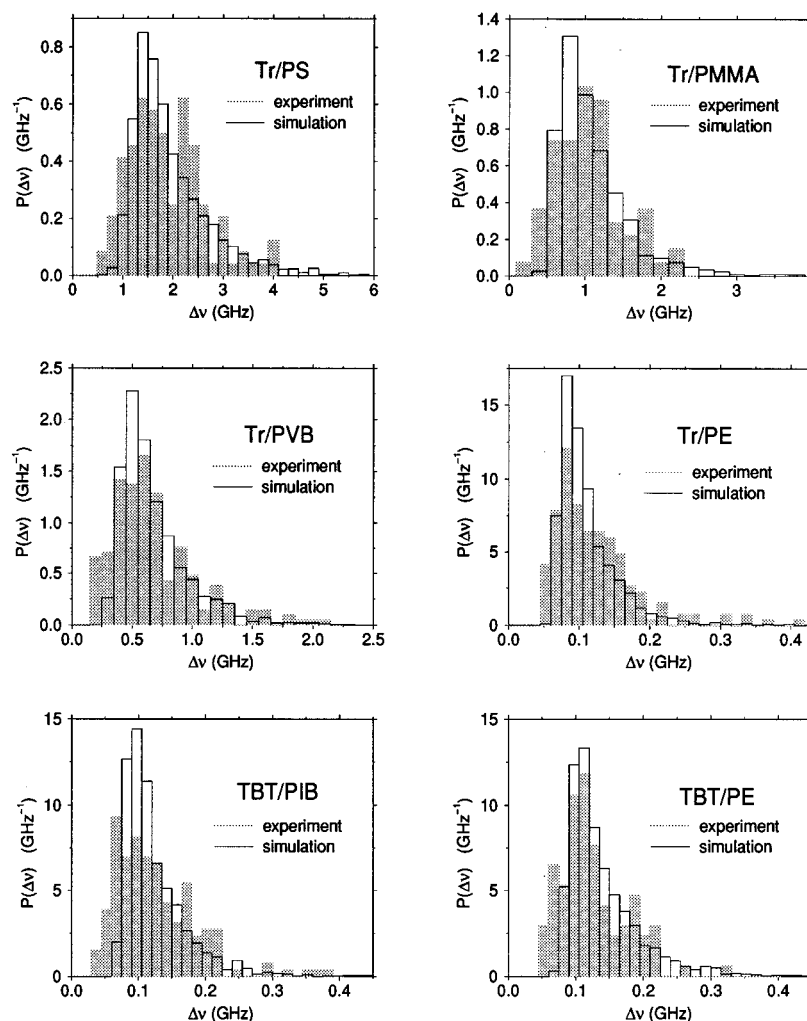 Tr/PS
experiment
simulation
P(Δν) (GHz⁻¹)
0.8
0.6
0.4
0.2
0.0
0 1 2 3 4 5 6
Δν (GHz)
Tr/PMMA
experiment
simulation
P(Δν) (GHz⁻¹)
1.4
1.2
1.0
0.8
0.6
0.4
0.2
0.0
0 1 2 3
Δν (GHz)
Tr/PVB
experiment
simulation
P(Δν) (GHz⁻¹)
2.5
2.0
1.5
1.0
0.5
0.0
0.0 0.5 1.0 1.5 2.0 2.5
Δν (GHz)
Tr/PE
experiment
simulation
P(Δν) (GHz⁻¹)
15
10
5
0
0.0 0.1 0.2 0.3 0.4
Δν (GHz)
TBT/PIB
experiment
simulation
P(Δν) (GHz⁻¹)
15
10
5
0
0.0 0.1 0.2 0.3 0.4
Δν (GHz)
TBT/PE
experiment
simulation
P(Δν) (GHz⁻¹)
15
10
5
0
0.0 0.1 0.2 0.3 0.4
Δν (GHz)